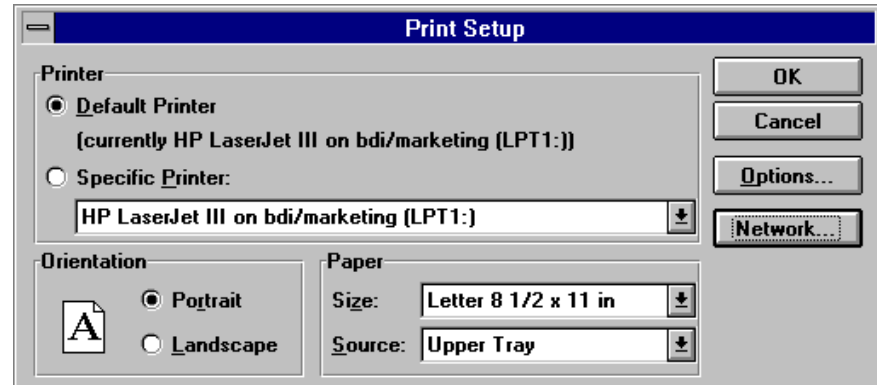 Print Setup
Printer
Default Printer
(currently HP LaserJet III on bdi/marketing (LPT1:))
Specific Printer:
HP LaserJet III on bdi/marketing (LPT1:)
OK
Cancel
Options...
Network...
Orientation
A
Portrait
Landscape
Paper
Size:
Letter 8 1/2 x 11 in
Source:
Upper Tray